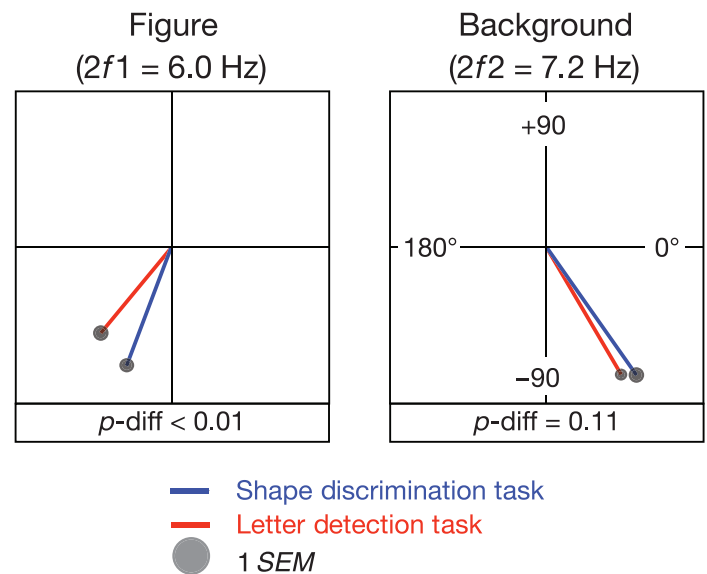 Figure
(2f1 = 6.0 Hz)
Background
(2f2 = 7.2 Hz)
+90
180°
0°
−90
p-diff < 0.01
p-diff = 0.11
Shape discrimination task
Letter detection task
1 SEM